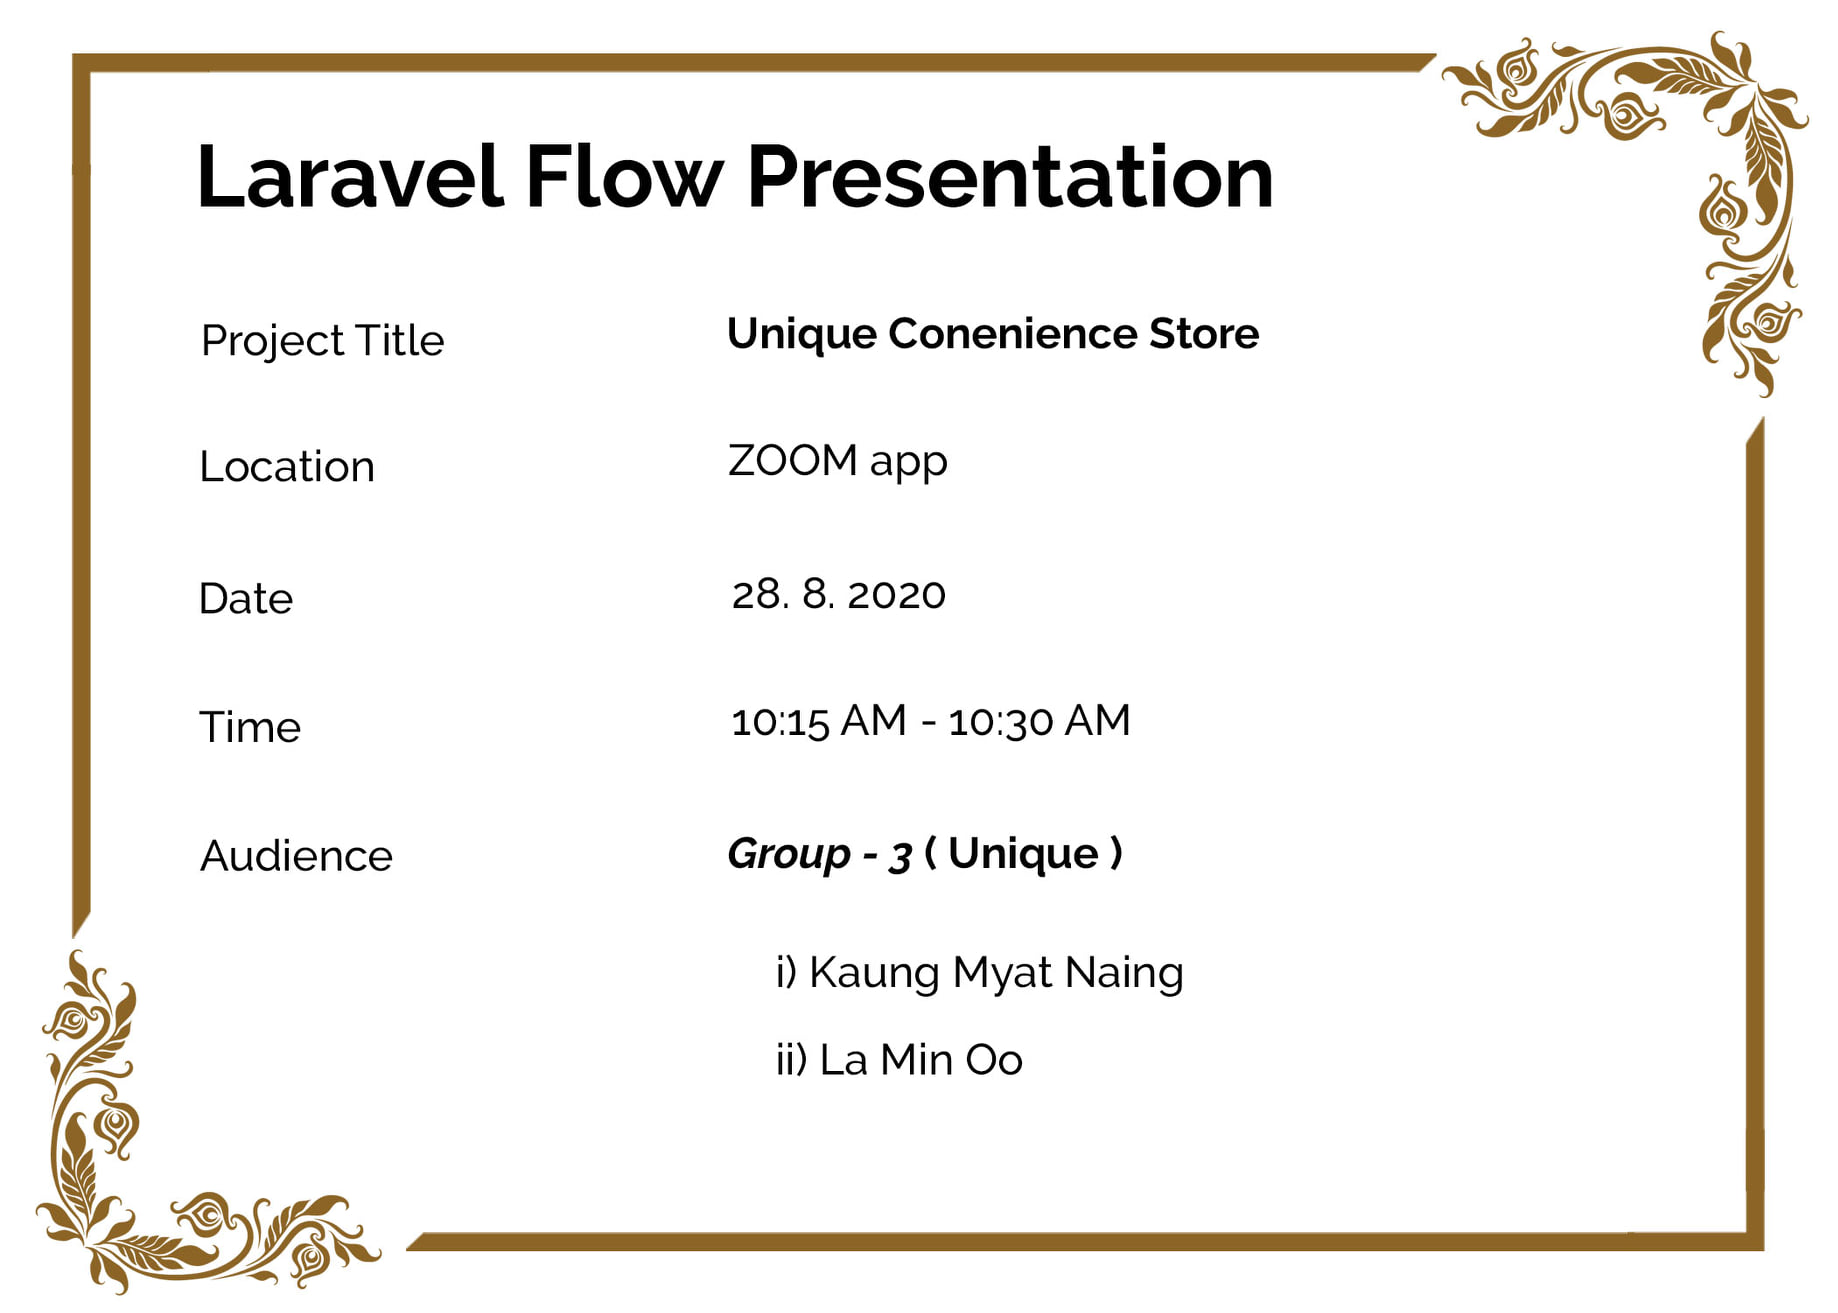 Laravel Flow Presentation
Project Title Unique Conenience Store
Location ZOOM app
Date 28. 8. 2020
Time 10:15 AM - 10:30 AM
Audience Group - 3 ( Unique )
i) Kaung Myat Naing
ii) La Min Oo